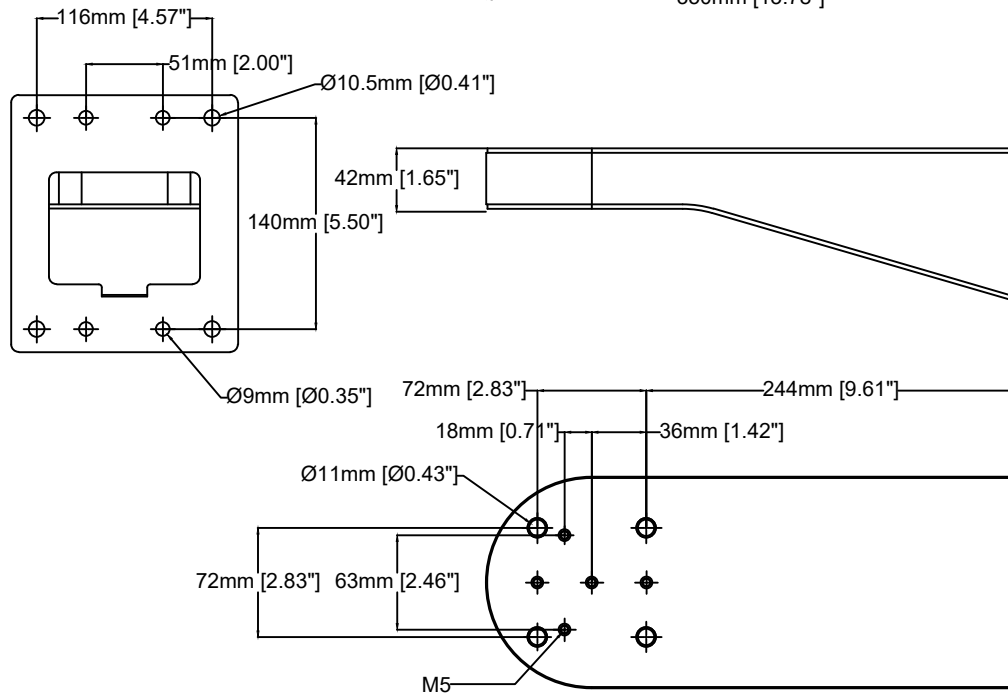 116mm [4.57"]
51mm [2.00"]
Ø10.5mm [Ø0.41"]
42mm [1.65"]
140mm [5.50"]
Ø9mm [Ø0.35"]
72mm [2.83"]
244mm [9.61"]
18mm [0.71"]
36mm [1.42"]
Ø11mm [Ø0.43"]
72mm [2.83"]
63mm [2.46"]
M5